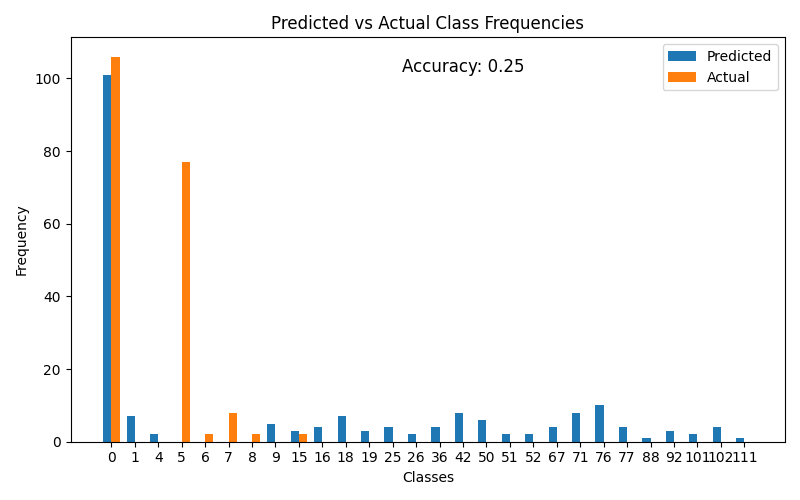 Predicted vs Actual Class Frequencies
Accuracy: 0.25
Predicted
Actual
Frequency
100
80
60
40
20
0
0 1 4 5 6 7 8 9 15 16 18 19 25 26 36 42 50 51 52 67 71 76 77 88 92 101 102 111
Classes